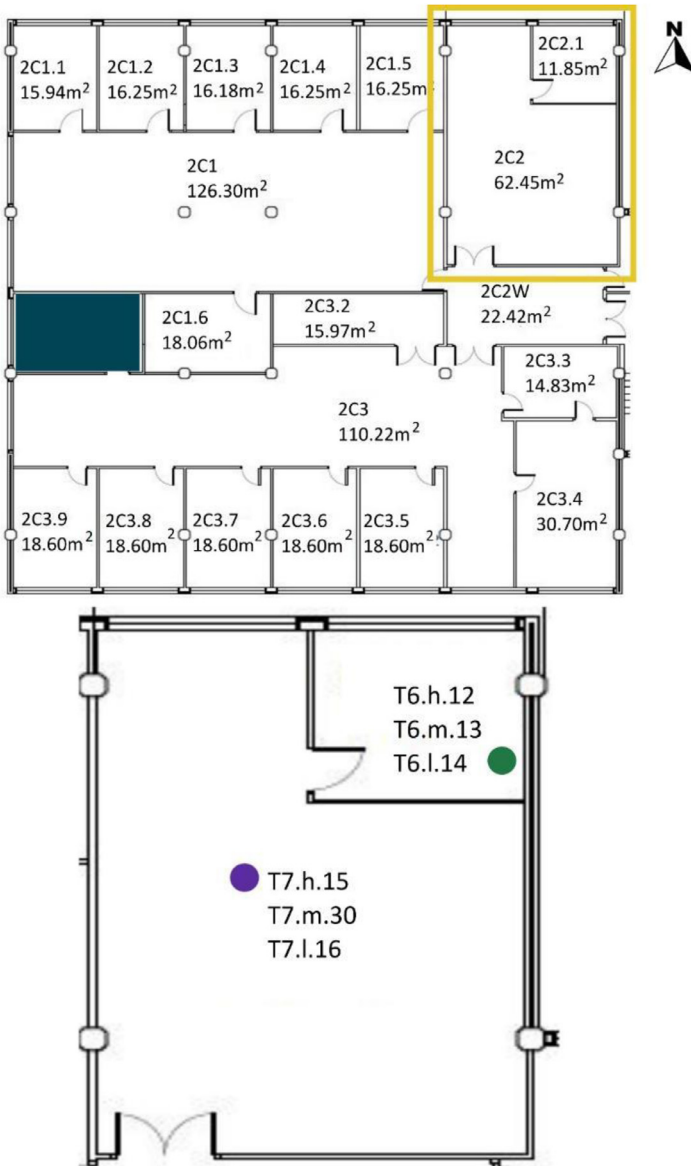 N
2C1.1
15.94m²
2C1.2
16.25m²
2C1.3
16.18m²
2C1.4
16.25m²
2C1.5
16.25m²
2C2.1
11.85m²
2C1
126.30m²
2C2
62.45m²
2C1.6
18.06m²
2C3.2
15.97m²
2C2W
22.42m²
2C3.3
14.83m²
2C3
110.22m²
2C3.9
18.60m²
2C3.8
18.60m²
2C3.7
18.60m²
2C3.6
18.60m²
2C3.5
18.60m²
2C3.4
30.70m²
T6.h.12
T6.m.13
T6.l.14
T7.h.15
T7.m.30
T7.l.16